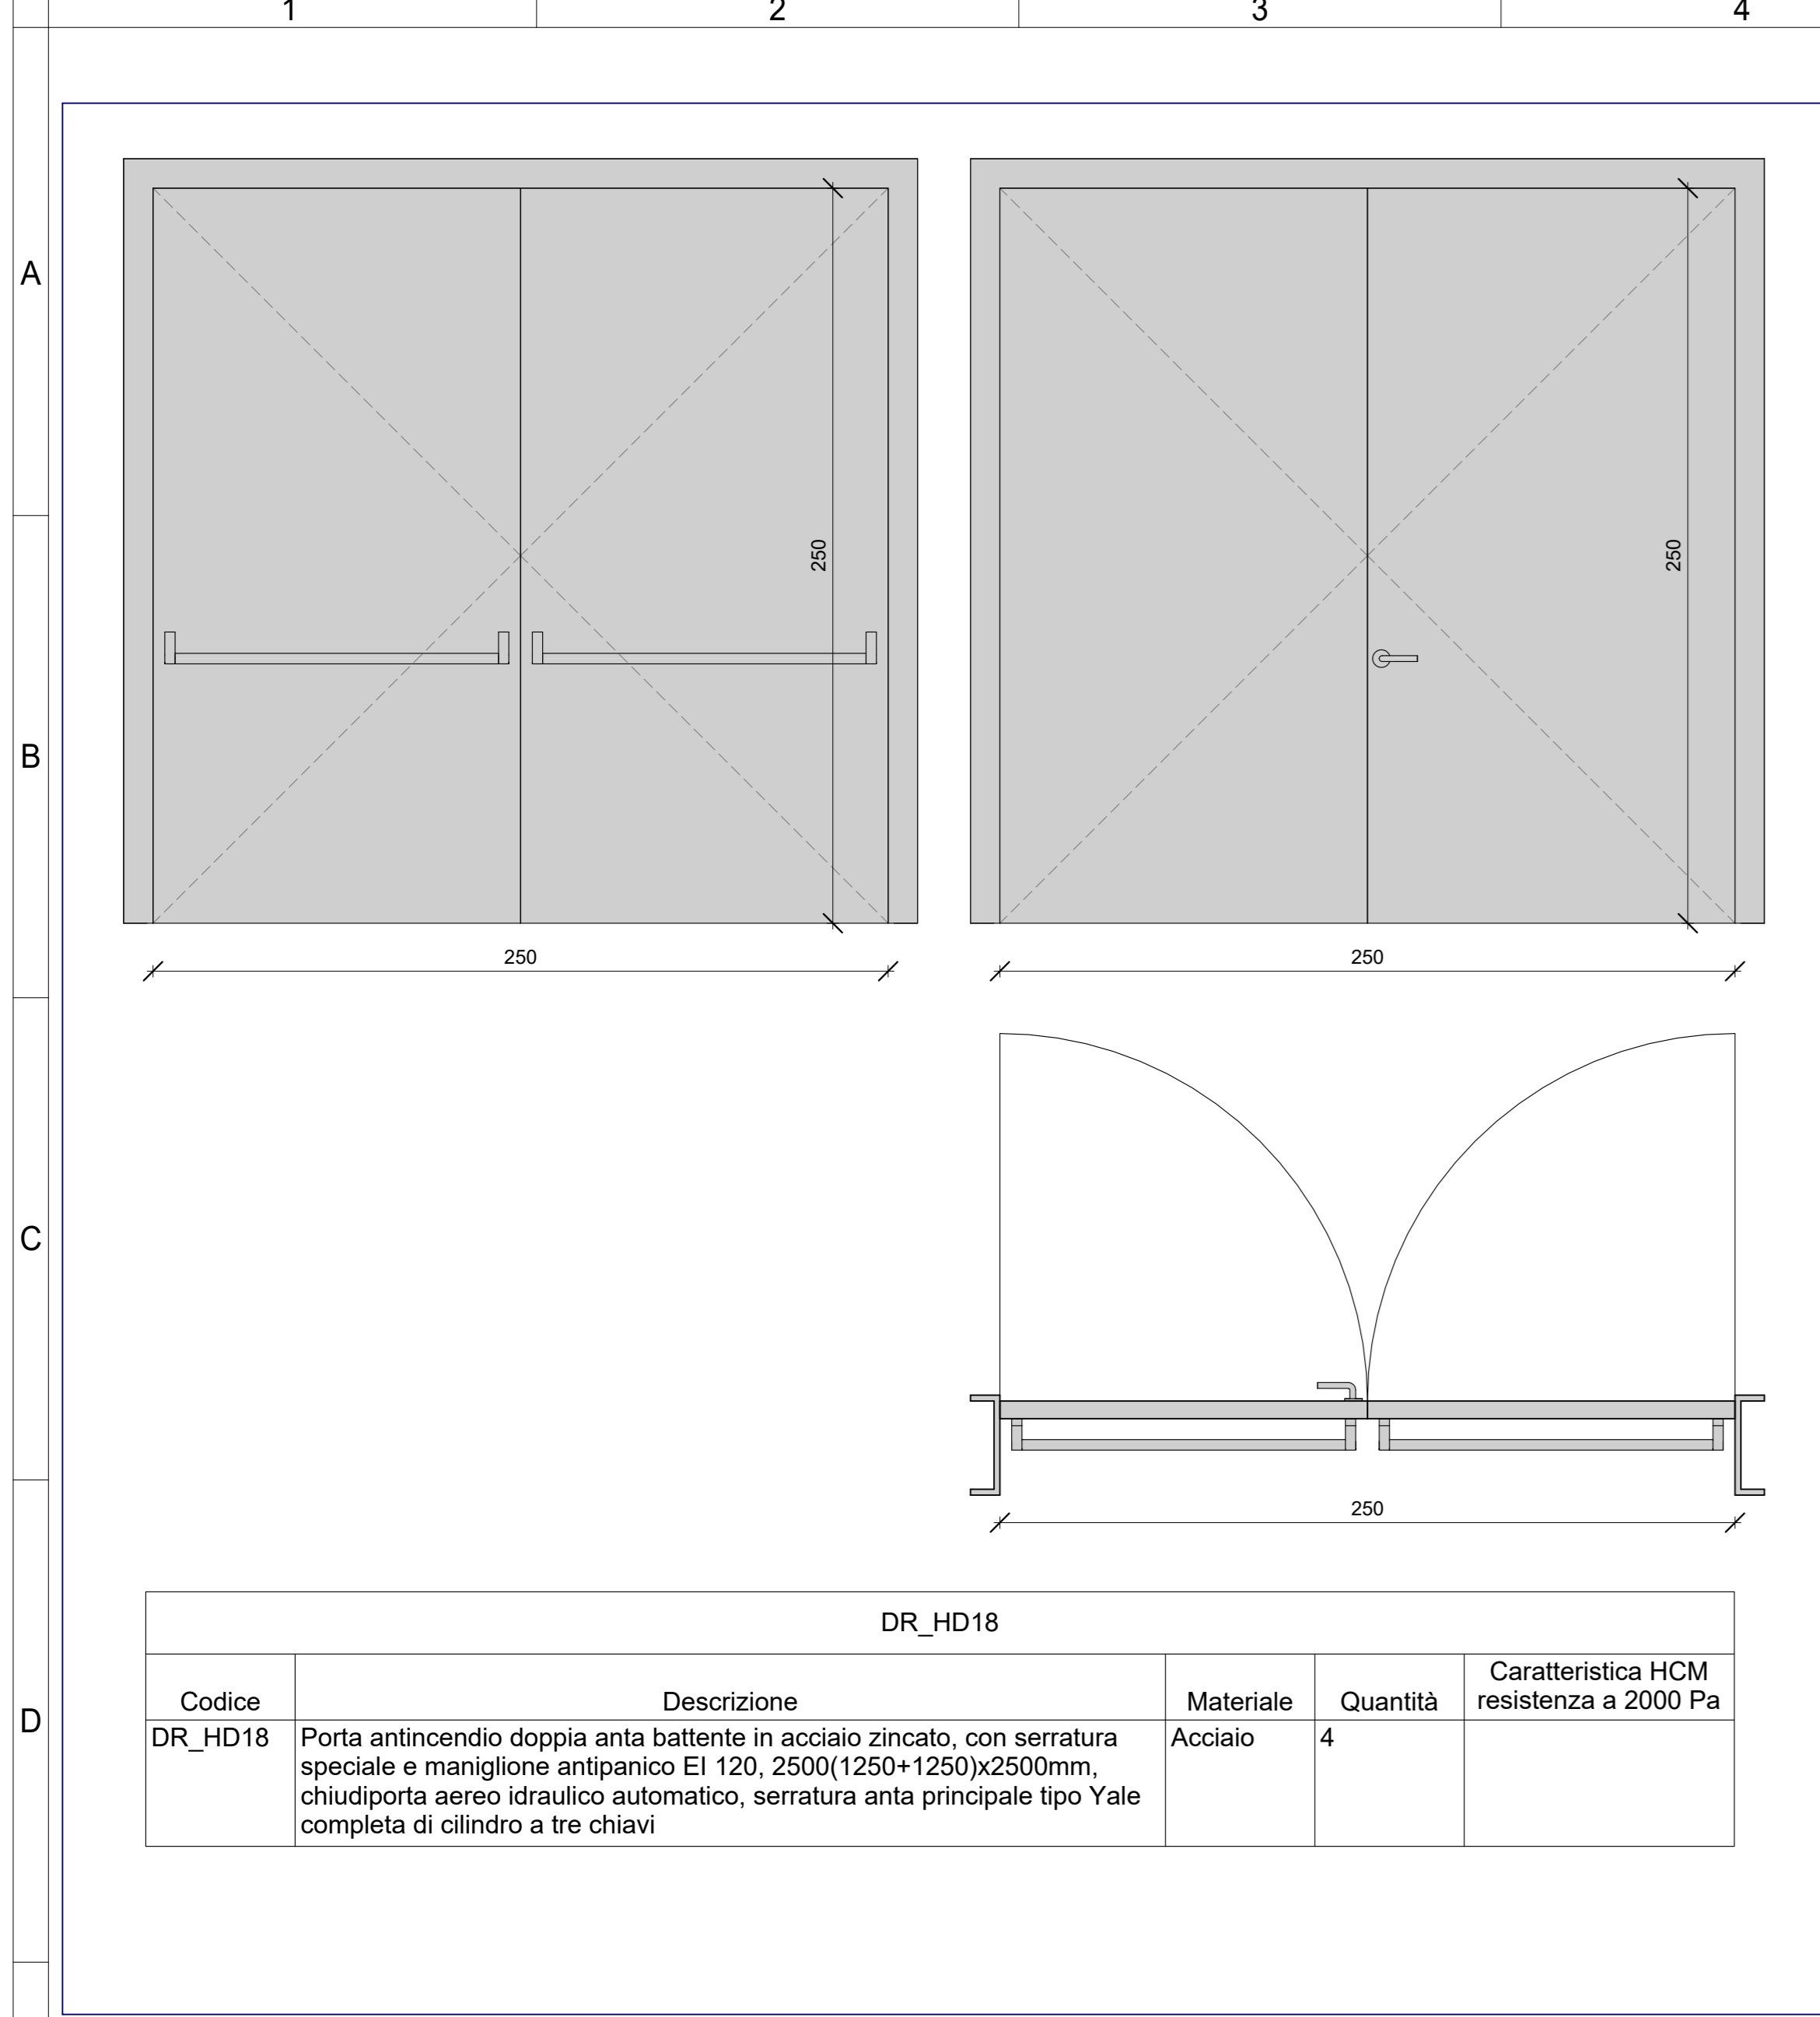 1 2 3 4
A
B
C
D
250
250
250
250
250
DR_HD18
Codice
Descrizione
Materiale
Quantità
Caratteristica HCM
resistenza a 2000 Pa
DR_HD18
Porta antincendio doppia anta battente in acciaio zincato, con serratura
speciale e maniglione antipanico EI 120, 2500(1250+1250)x2500mm,
chiudiporta aereo idraulico automatico, serratura anta principale tipo Yale
completa di cilindro a tre chiavi
Acciaio
4